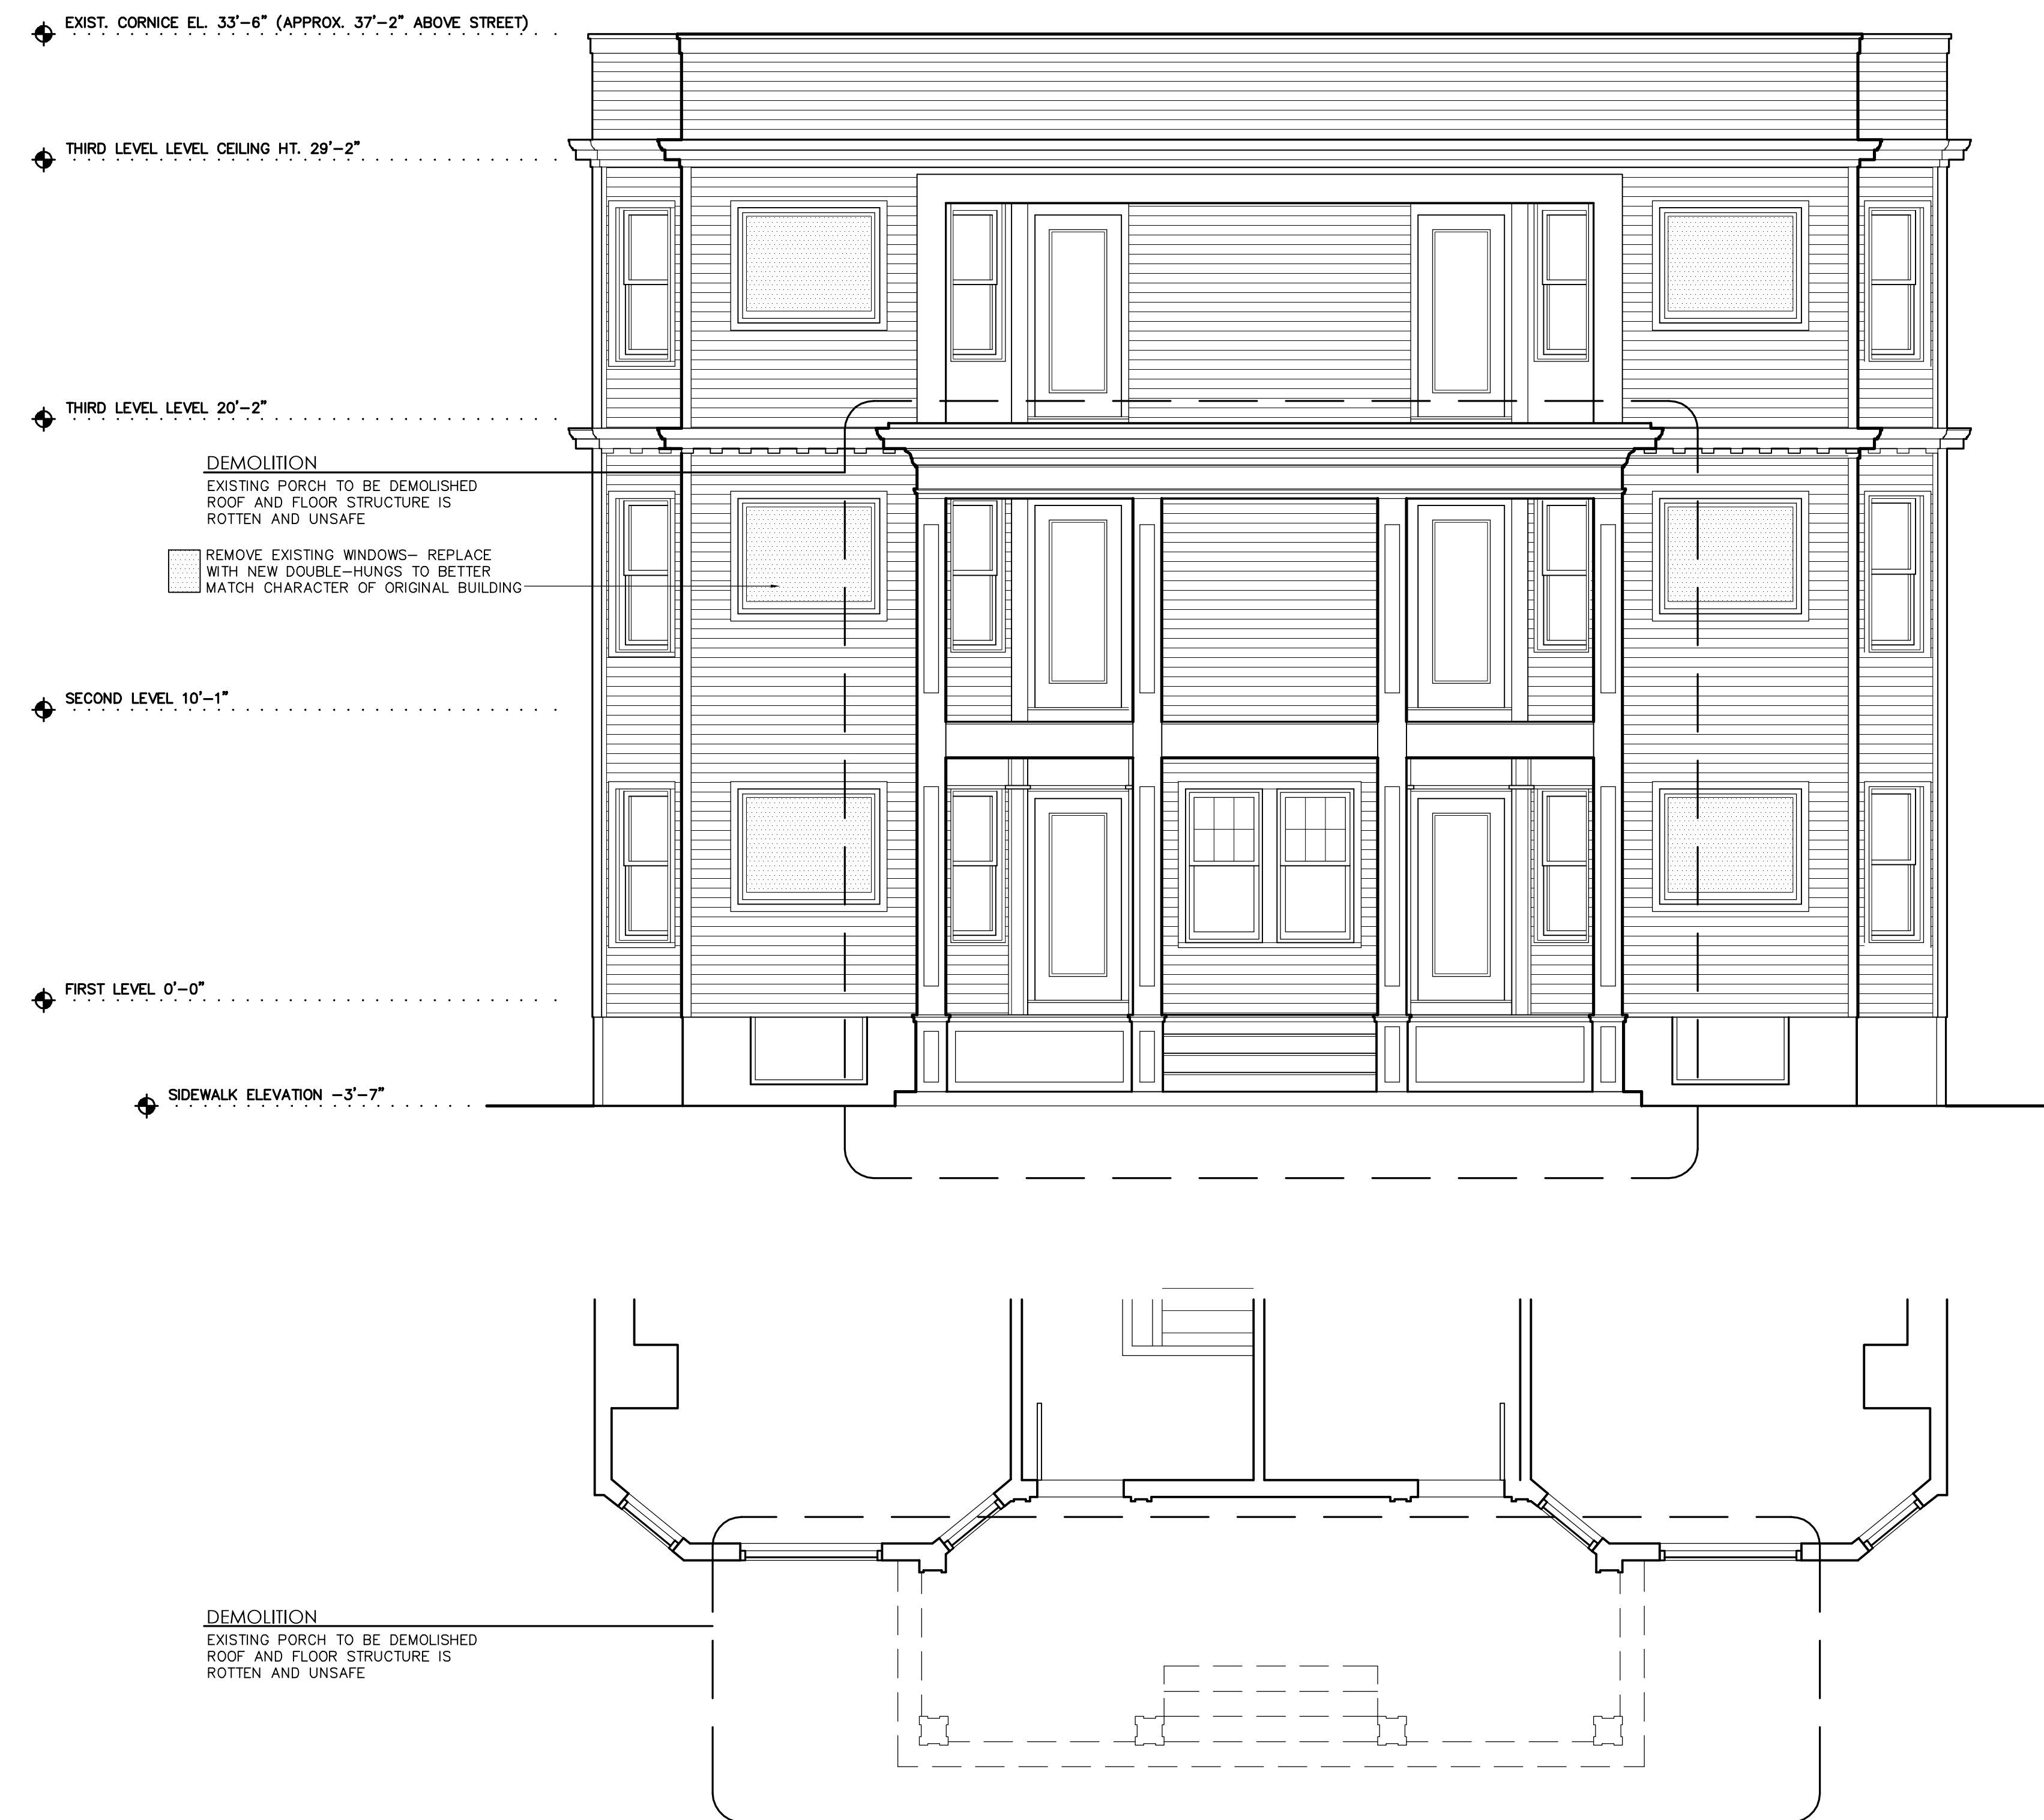 EXIST. CORNICE EL. 33'-6" (APPROX. 37'-2" ABOVE STREET)
THIRD LEVEL LEVEL CEILING HT. 29'-2"
THIRD LEVEL LEVEL 20'-2"
DEMOLITION
EXISTING PORCH TO BE DEMOLISHED
ROOF AND FLOOR STRUCTURE IS
ROTTEN AND UNSAFE
REMOVE EXISTING WINDOWS- REPLACE
WITH NEW DOUBLE-HUNGS TO BETTER
MATCH CHARACTER OF ORIGINAL BUILDING
SECOND LEVEL 10'-1"
FIRST LEVEL 0'-0"
SIDEWALK ELEVATION -3'-7"
DEMOLITION
EXISTING PORCH TO BE DEMOLISHED
ROOF AND FLOOR STRUCTURE IS
ROTTEN AND UNSAFE